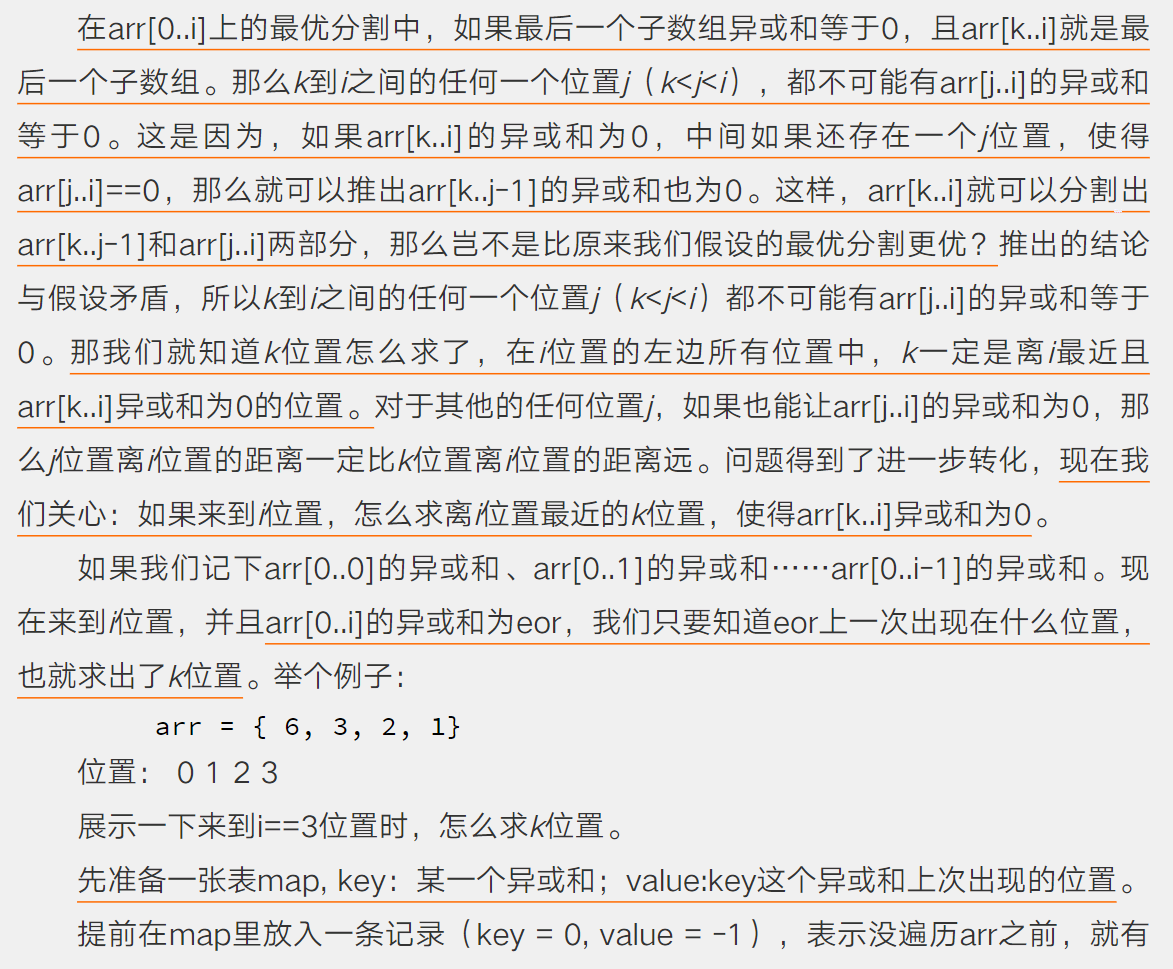 在arr[0..i]上的最优分割中，如果最后一个子数组异或和等于0，且arr[k..i]就是最
后一个子数组。那么k到i之间的任何一个位置j（k<j<i），都不可能有arr[j..i]的异或和
等于0。这是因为，如果arr[k..i]的异或和为0，中间如果还存在一个j位置，使得
arr[j..i]==0，那么就可以推出arr[k..j-1]的异或和也为0。这样，arr[k..i]就可以分割出
arr[k..j-1]和arr[j..i]两部分，那么岂不是比原来我们假设的最优分割更优？推出的结论
与假设矛盾，所以k到i之间的任何一个位置j（k<j<i）都不可能有arr[j..i]的异或和等于
0。那我们就知道k位置怎么求了，在i位置的左边所有位置中，k一定是离i最近且
arr[k..i]异或和为0的位置。对于其他的任何位置j，如果也能让arr[j..i]的异或和为0，那
么j位置离i位置的距离一定比k位置离i位置的距离远。问题得到了进一步转化，现在我
们关心：如果来到i位置，怎么求离i位置最近的k位置，使得arr[k..i]异或和为0。
如果我们记下arr[0..0]的异或和、arr[0..1]的异或和……arr[0..i-1]的异或和。现
在来到i位置，并且arr[0..i]的异或和为eor，我们只要知道eor上一次出现在什么位置，
也就求出了k位置。举个例子：
arr = { 6, 3, 2, 1}
位置： 0 1 2 3
展示一下来到i==3位置时，怎么求k位置。
先准备一张表map, key：某一个异或和；value:key这个异或和上次出现的位置。
提前在map里放入一条记录（key = 0, value = -1），表示没遍历arr之前，就有